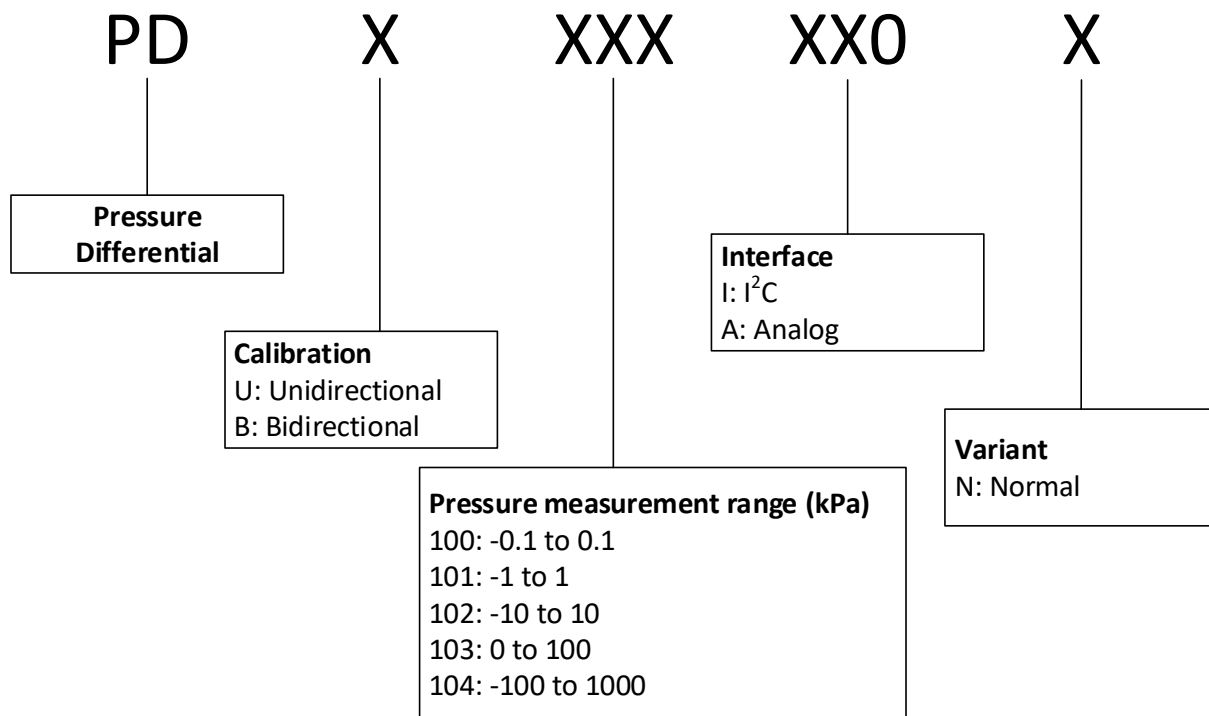 PD X XXX XX0 X
Pressure
Differential
Interface
I: I²C
A: Analog
Calibration
U: Unidirectional
B: Bidirectional
Variant
N: Normal
Pressure measurement range (kPa)
100: -0.1 to 0.1
101: -1 to 1
102: -10 to 10
103: 0 to 100
104: -100 to 1000